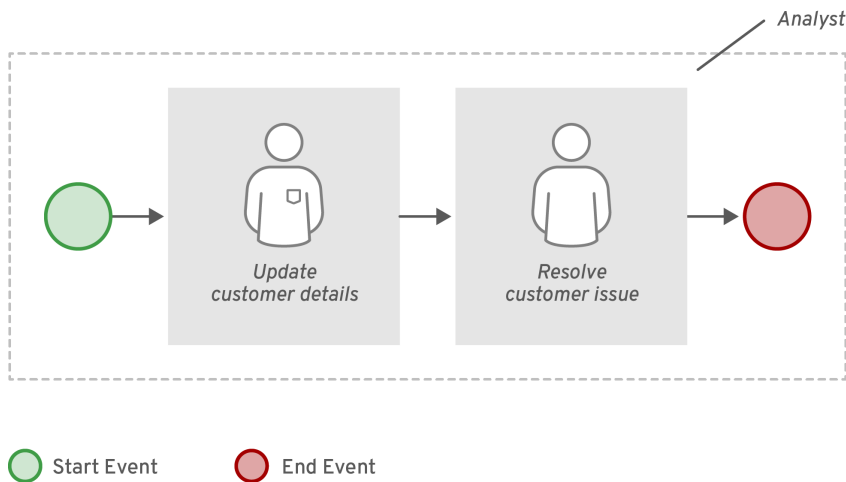 Analyst
Update
customer details
Resolve
customer issue
Start Event
End Event